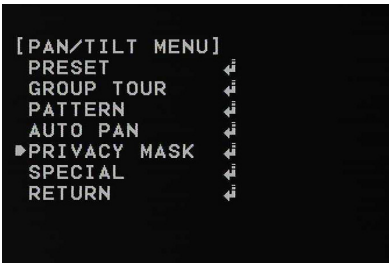 [PAN/TILT MENU]
PRESET ↲
GROUP TOUR ↲
PATTERN ↲
AUTO PAN ↲
PRIVACY MASK ↲
SPECIAL ↲
RETURN ↲